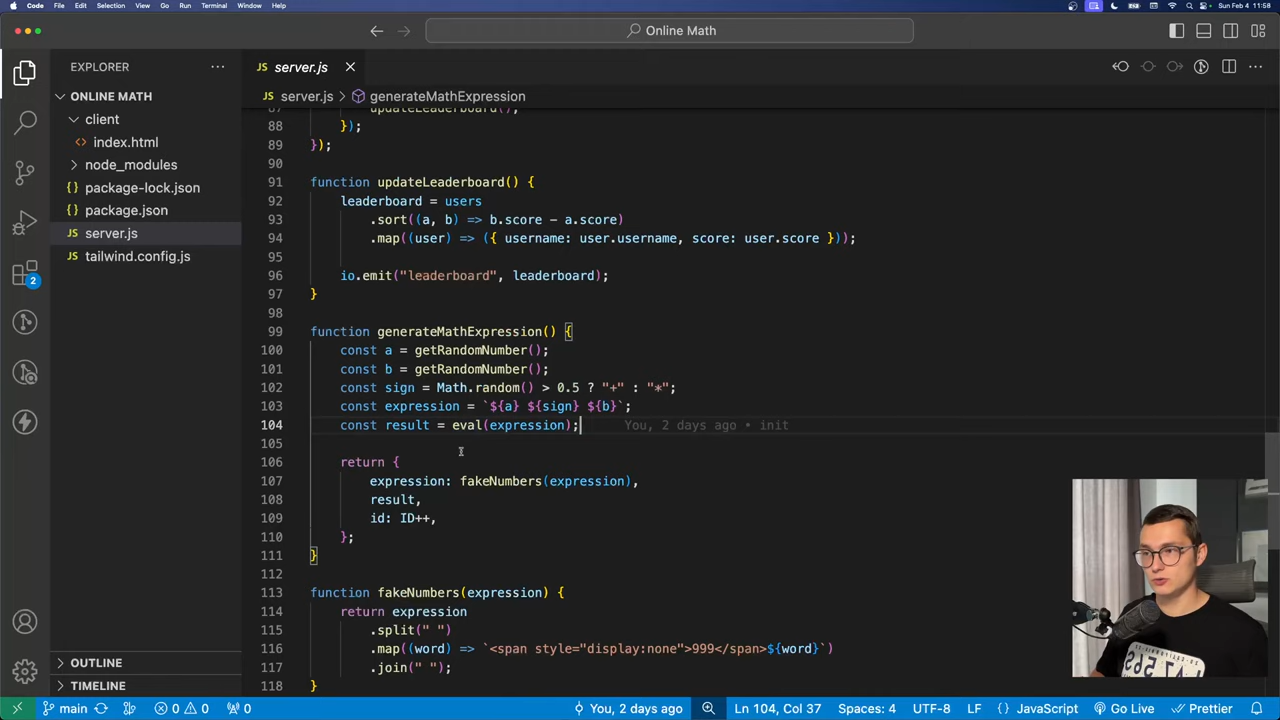 Code File Edit Selection View Go Run Terminal Window Help Sun Feb 4 11:58
Online Math
EXPLORER
ONLINE MATH
client
index.html
node_modules
package-lock.json
package.json
server.js
tailwind.config.js
2
OUTLINE
TIMELINE
JS server.js
JS server.js > generateMathExpression
87 updateLeaderboard();
88 });
89 });
90
91 function updateLeaderboard() {
92 leaderboard = users
93 .sort((a, b) => b.score - a.score)
94 .map((user) => ({ username: user.username, score: user.score }));
95
96 io.emit("leaderboard", leaderboard);
97 }
98
99 function generateMathExpression() {
100 const a = getRandomNumber();
101 const b = getRandomNumber();
102 const sign = Math.random() > 0.5 ? "+" : "*";
103 const expression = `${a} ${sign} ${b}`;
104 const result = eval(expression); You, 2 days ago • init
105
106 return {
107 expression: fakeNumbers(expression),
108 result,
109 id: ID++,
110 };
111 }
112
113 function fakeNumbers(expression) {
114 return expression
115 .split(" ")
116 .map((word) => `<span style="display:none">999</span>${word}`)
117 .join(" ");
118 }
main 0 0 0 You, 2 days ago Ln 104, Col 37 Spaces: 4 UTF-8 LF {} JavaScript Go Live Prettier